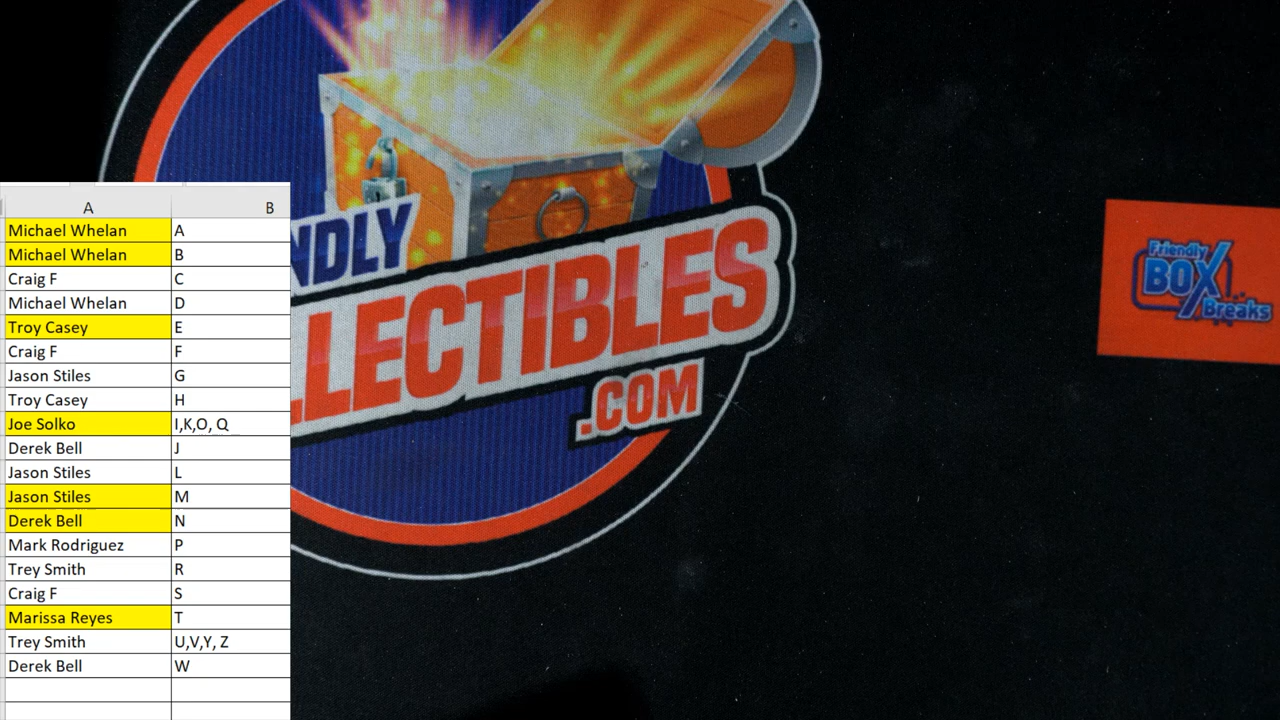 A B
Michael Whelan A
Michael Whelan B
Craig F C
Michael Whelan D
Troy Casey E
Craig F F
Jason Stiles G
Troy Casey H
Joe Solko I,K,O, Q
Derek Bell J
Jason Stiles L
Jason Stiles M
Derek Bell N
Mark Rodriguez P
Trey Smith R
Craig F S
Marissa Reyes T
Trey Smith U,V,Y, Z
Derek Bell W
NDLY
LLECTIBLES
.COM
Friendly
BOX
Breaks